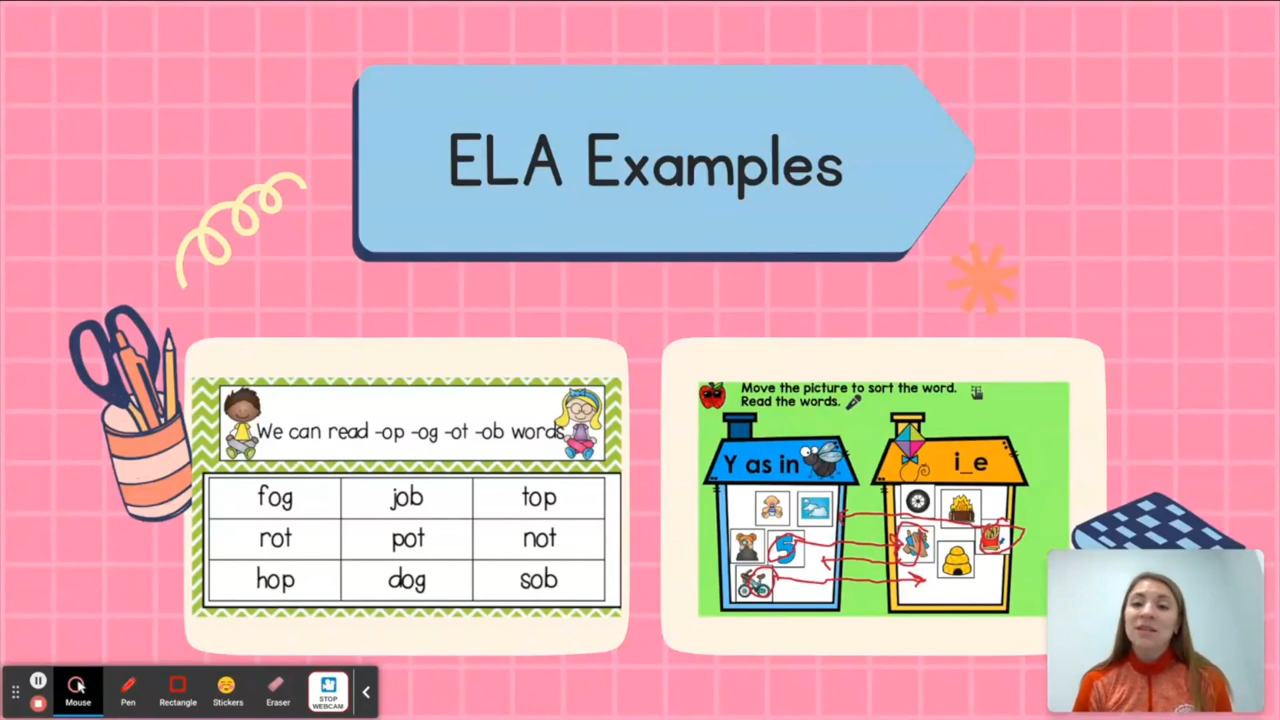 ELA Examples
We can read -op -og -ot -ob words
fog job top
rot pot not
hop dog sob
Move the picture to sort the word.
Read the words.
Y as in
i_e
5
Mouse
Pen
Rectangle
Stickers
Eraser
STOP
WEBCAM